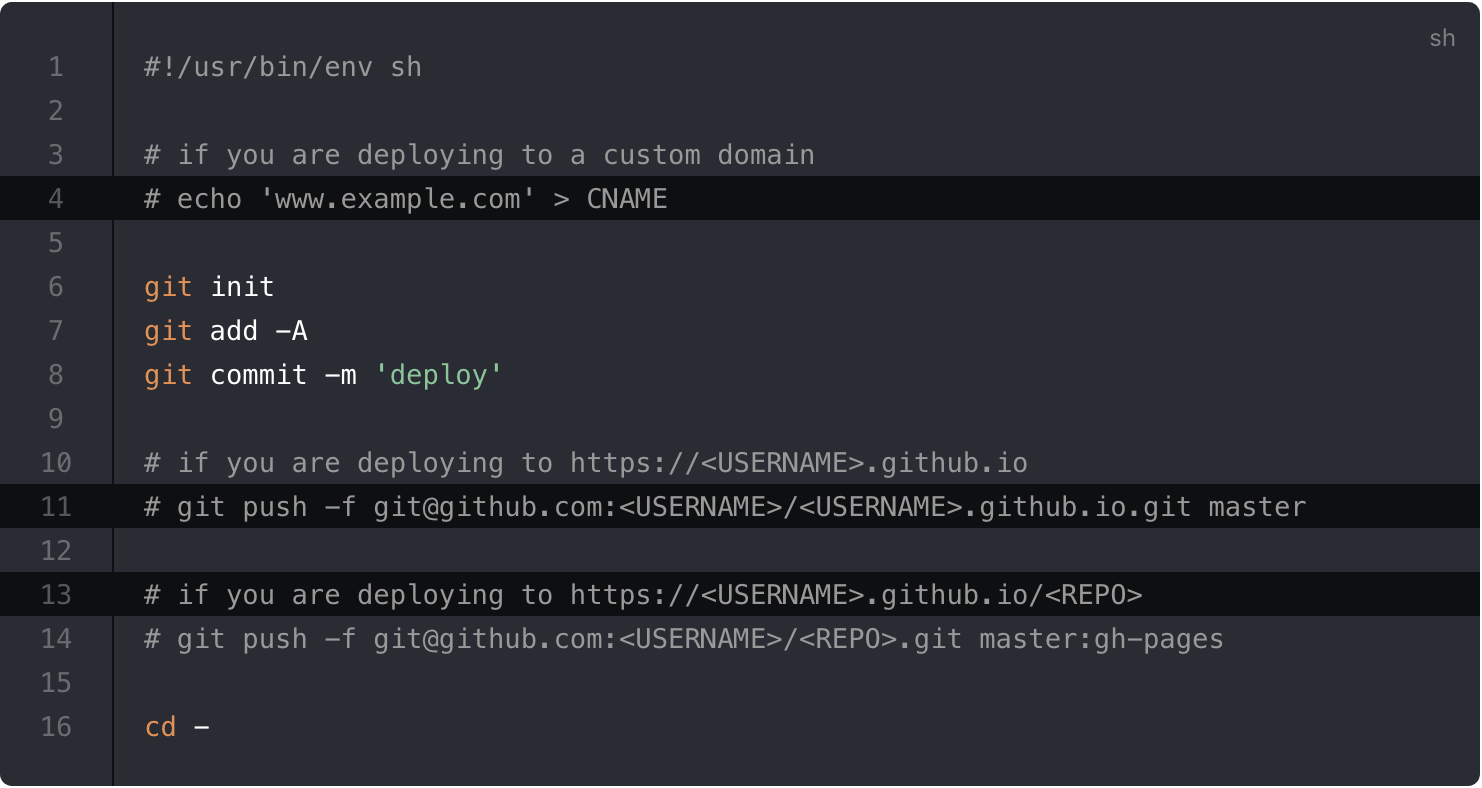 sh
1 #!/usr/bin/env sh
2
3 # if you are deploying to a custom domain
4 # echo 'www.example.com' > CNAME
5
6 git init
7 git add -A
8 git commit -m 'deploy'
9
10 # if you are deploying to https://<USERNAME>.github.io
11 # git push -f git@github.com:<USERNAME>/<USERNAME>.github.io.git master
12
13 # if you are deploying to https://<USERNAME>.github.io/<REPO>
14 # git push -f git@github.com:<USERNAME>/<REPO>.git master:gh-pages
15
16 cd -